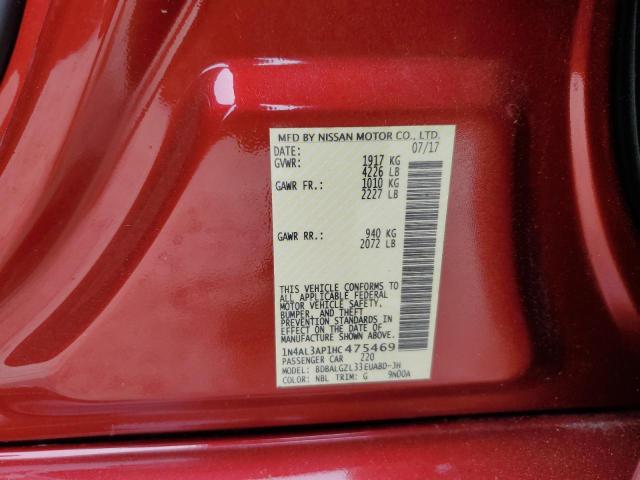 MFD BY NISSAN MOTOR CO., LTD.
DATE: 07/17
GVWR: 1917 KG
4226 LB
GAWR FR.: 1010 KG
2227 LB
GAWR RR.: 940 KG
2072 LB
THIS VEHICLE CONFORMS TO
ALL APPLICABLE FEDERAL
MOTOR VEHICLE SAFETY,
BUMPER, AND THEFT
PREVENTION STANDARDS IN
EFFECT ON THE DATE OF
MANUFACTURE SHOWN ABOVE.
1N4AL3AP1HC475469
PASSENGER CAR 220
MODEL: BDBALGZL33EUABD-JH
COLOR: NBL TRIM: G 9N00A